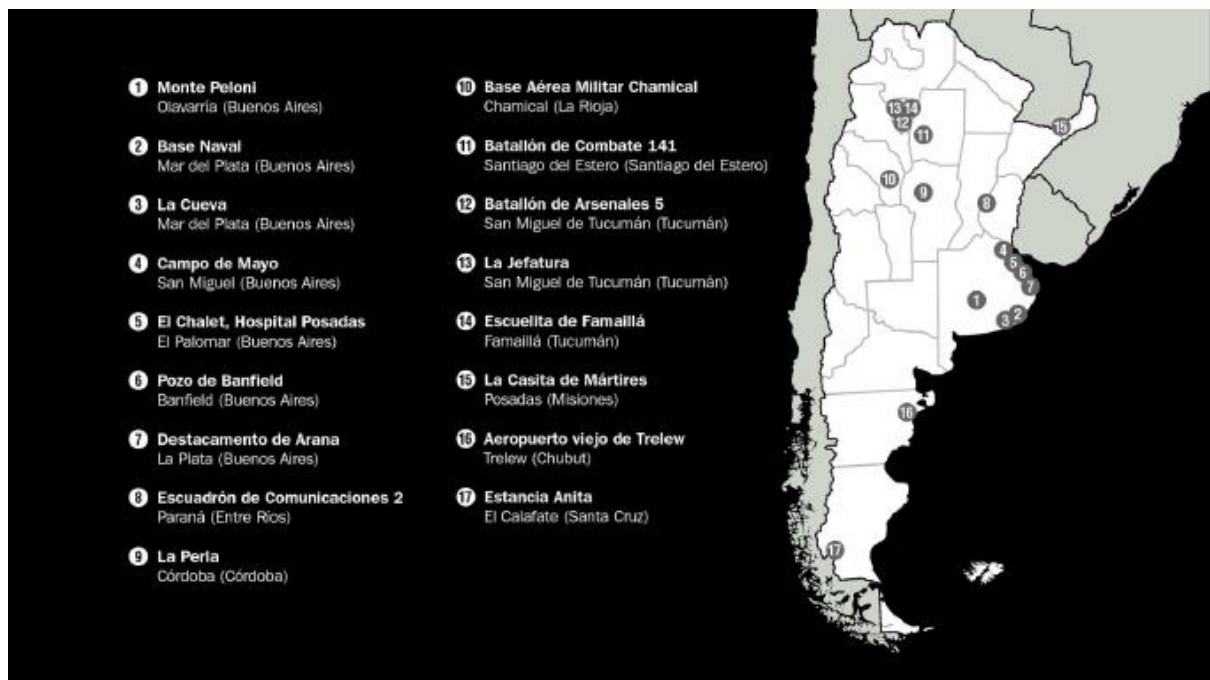 1 Monte Peloni
Olavarría (Buenos Aires)
2 Base Naval
Mar del Plata (Buenos Aires)
3 La Cueva
Mar del Plata (Buenos Aires)
4 Campo de Mayo
San Miguel (Buenos Aires)
5 El Chalet, Hospital Posadas
El Palomar (Buenos Aires)
6 Pozo de Banfield
Banfield (Buenos Aires)
7 Destacamento de Arana
La Plata (Buenos Aires)
8 Escuadrón de Comunicaciones 2
Paraná (Entre Ríos)
9 La Perla
Córdoba (Córdoba)
10 Base Aérea Militar Chamical
Chamical (La Rioja)
11 Batallón de Combate 141
Santiago del Estero (Santiago del Estero)
12 Batallón de Arsenales 5
San Miguel de Tucumán (Tucumán)
13 La Jefatura
San Miguel de Tucumán (Tucumán)
14 Escuelita de Famaillá
Famaillá (Tucumán)
15 La Casita de Mártires
Posadas (Misiones)
16 Aeropuerto viejo de Trelew
Trelew (Chubut)
17 Estancia Anita
El Calafate (Santa Cruz)
13 14
12
11
15
10
9
8
4
5
6
7
1
2
3
16
17